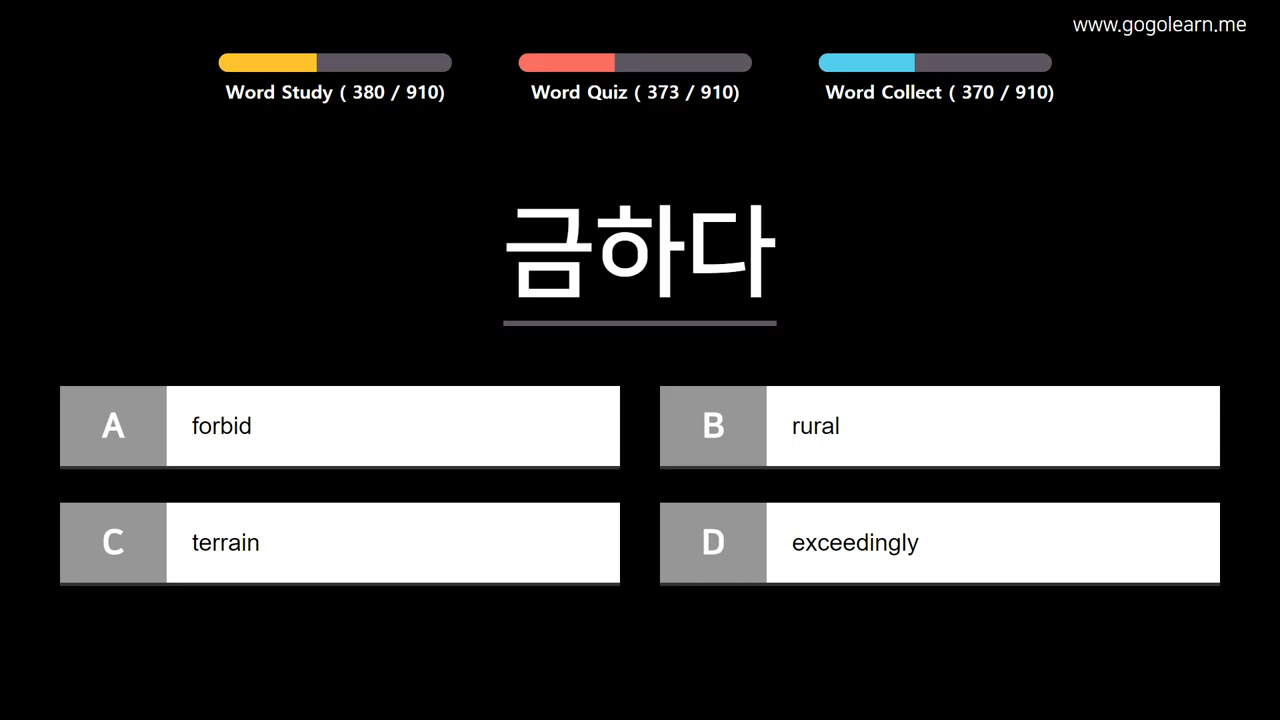 www.gogolearn.me
Word Study ( 380 / 910)
Word Quiz ( 373 / 910)
Word Collect ( 370 / 910)
금하다
A forbid
B rural
C terrain
D exceedingly